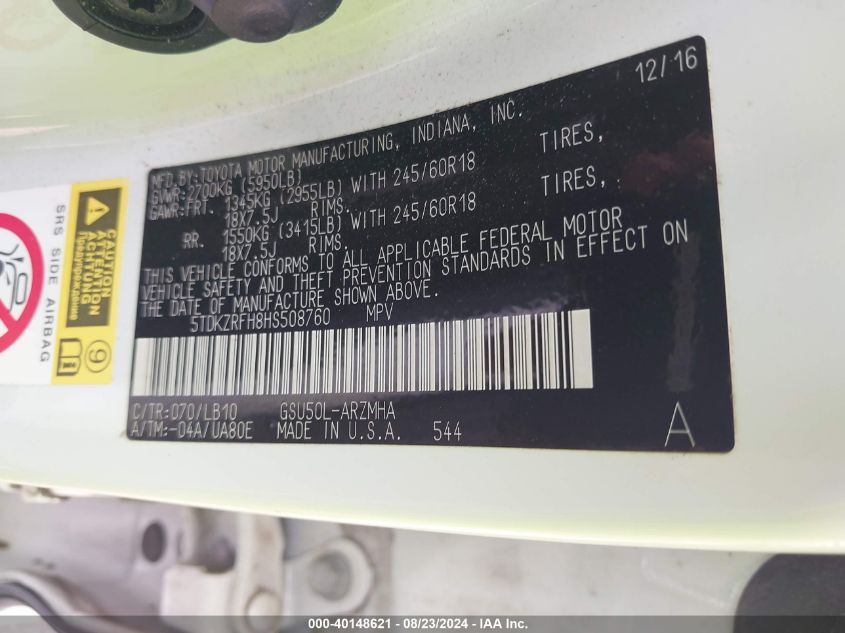 12/16
MFD.BY:TOYOTA MOTOR MANUFACTURING, INDIANA, INC.
GVWR:2700KG (5950LB)
GAWR:FRT. 1345KG (2955LB) WITH 245/60R18 TIRES,
18X7.5J RIMS.
RR. 1550KG (3415LB) WITH 245/60R18 TIRES,
18X7.5J RIMS.
THIS VEHICLE CONFORMS TO ALL APPLICABLE FEDERAL MOTOR
VEHICLE SAFETY AND THEFT PREVENTION STANDARDS IN EFFECT ON
THE DATE OF MANUFACTURE SHOWN ABOVE.
5TDKZRFH8HS508760 MPV
C/TR:070/LB10 GSU50L-ARZMHA
A/TM:-04A/UA80E MADE IN U.S.A. 544
A
SRS SIDE AIRBAG
CAUTION
ATTENTION
ACHTUNG
Предупреждение
9
000-40148621 - 08/23/2024 - IAA Inc.